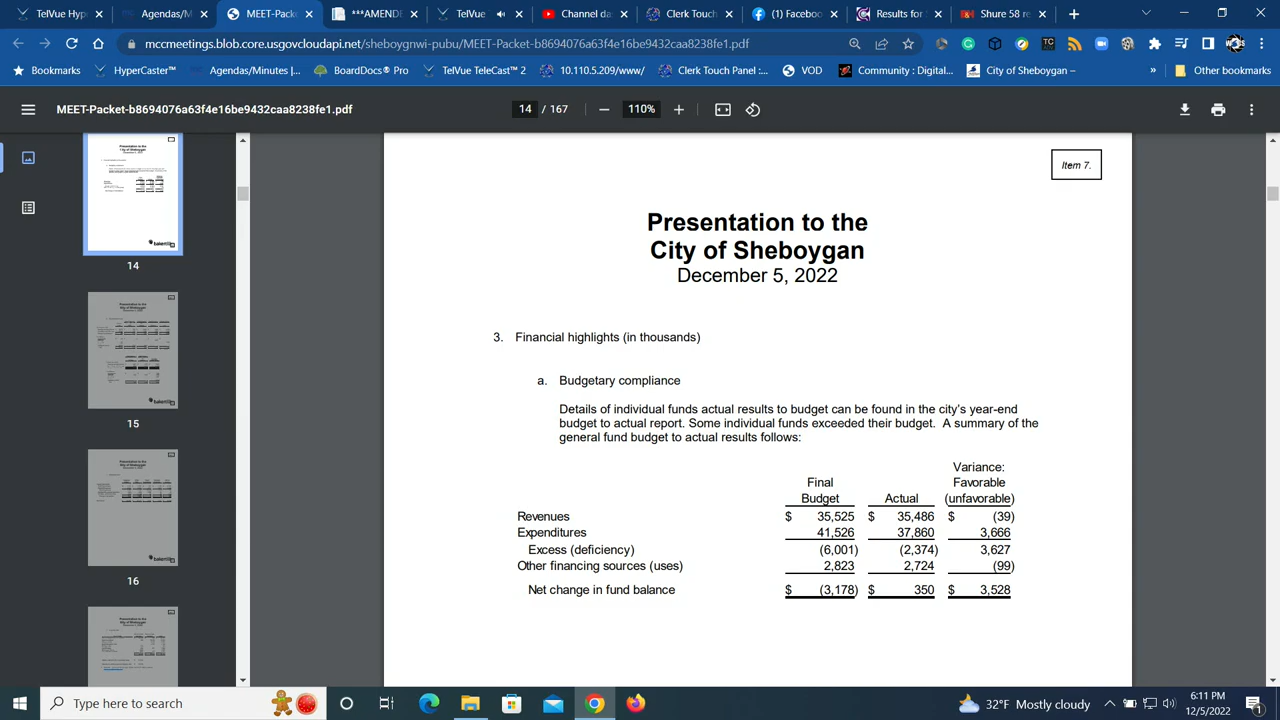 TelVue Hyp
Agendas/M
MEET-Pack
***AMENDE
TelVue
Channel da
Clerk Touch
(1) Faceboo
Results for
Shure 58 re
mccmeetings.blob.core.usgovcloudapi.net/sheboygnwi-pubu/MEET-Packet-b8694076a63f4e16be9432caa8238fe1.pdf
Bookmarks
HyperCaster™
Agendas/Minutes |...
BoardDocs® Pro
TelVue TeleCast™ 2
10.110.5.209/www/
Clerk Touch Panel :...
VOD
Community : Digital...
City of Sheboygan –
»
Other bookmarks
MEET-Packet-b8694076a63f4e16be9432caa8238fe1.pdf
14 / 167
110%
14
15
16
Item 7.
Presentation to the
City of Sheboygan
December 5, 2022
3. Financial highlights (in thousands)
a. Budgetary compliance
Details of individual funds actual results to budget can be found in the city's year-end
budget to actual report. Some individual funds exceeded their budget. A summary of the
general fund budget to actual results follows:
Variance:
Final Favorable
Budget Actual (unfavorable)
Revenues $ 35,525 $ 35,486 $ (39)
Expenditures 41,526 37,860 3,666
Excess (deficiency) (6,001) (2,374) 3,627
Other financing sources (uses) 2,823 2,724 (99)
Net change in fund balance $ (3,178) $ 350 $ 3,528
Type here to search
32°F Mostly cloudy
6:11 PM
12/5/2022